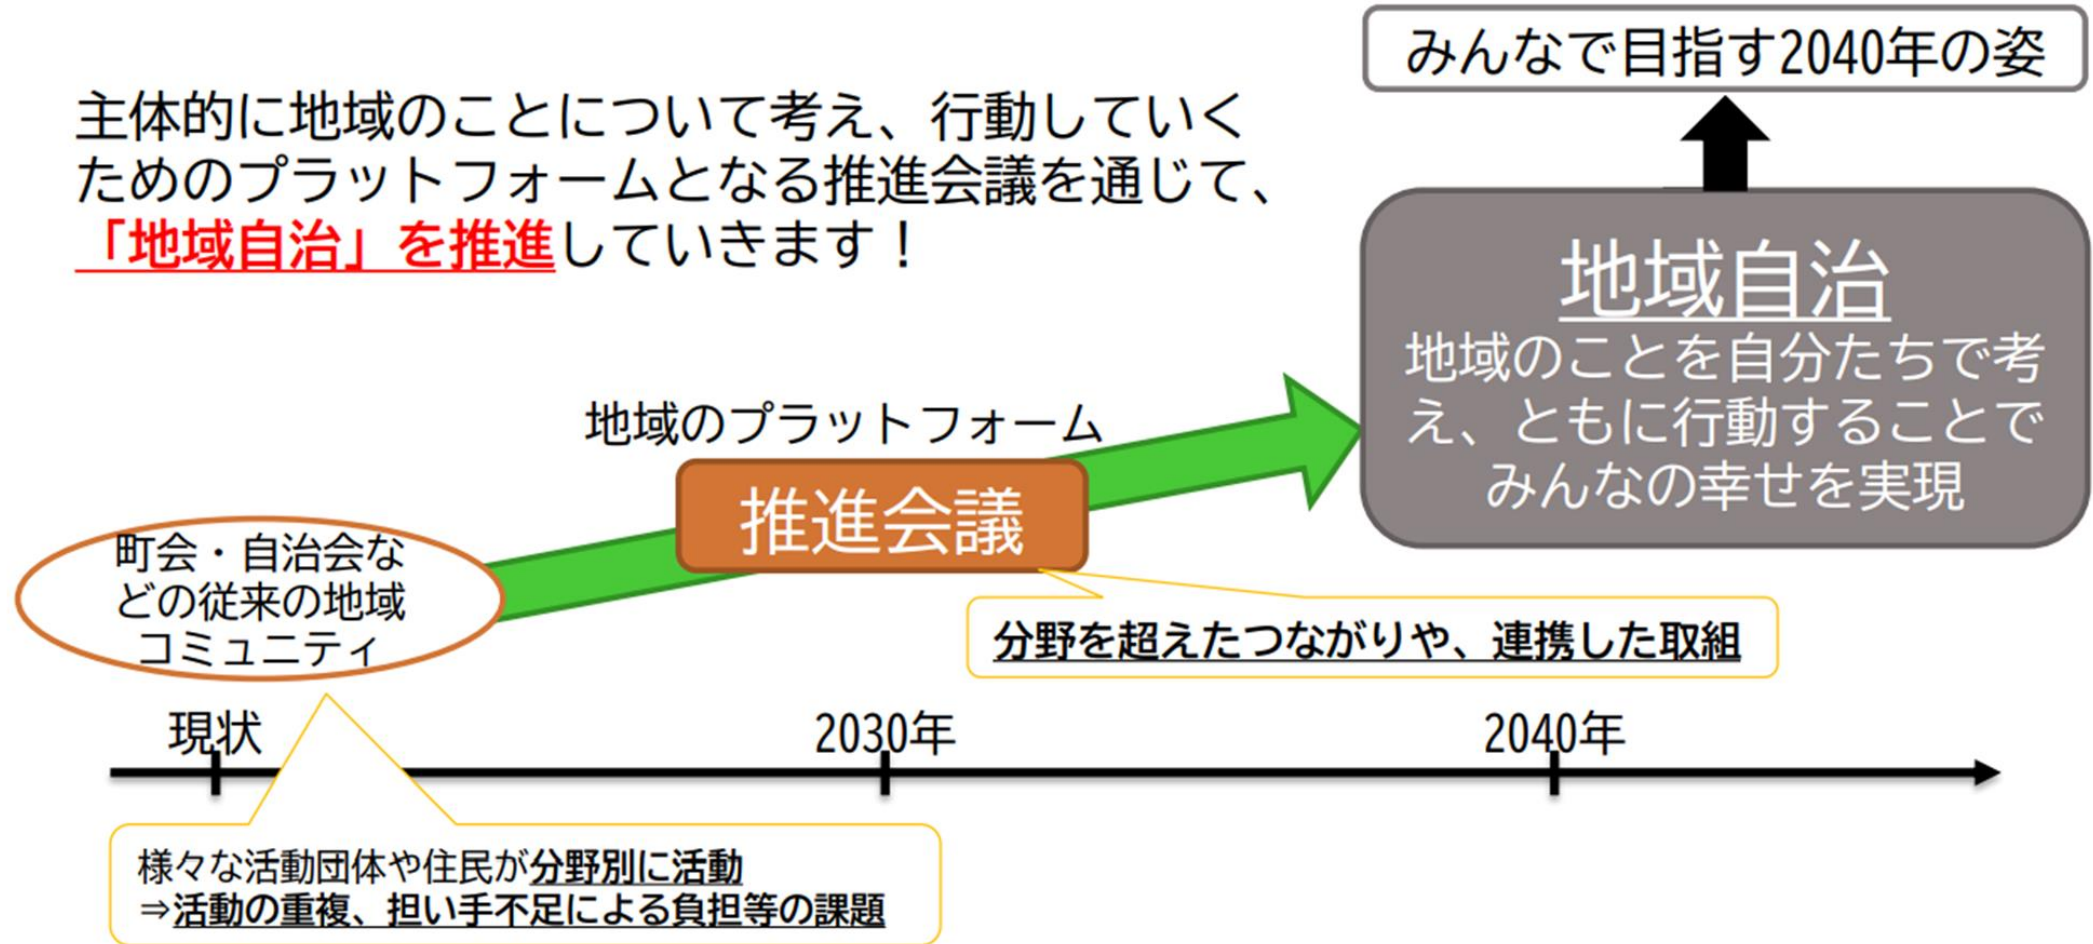 みんなで目指す2040年の姿
主体的に地域のことについて考え、行動していく
ためのプラットフォームとなる推進会議を通じて、
「地域自治」を推進していきます！
地域自治
地域のことを自分たちで考
え、ともに行動することで
みんなの幸せを実現
地域のプラットフォーム
推進会議
町会・自治会な
どの従来の地域
コミュニティ
分野を超えたつながりや、連携した取組
現状
2030年
2040年
様々な活動団体や住民が分野別に活動
⇒活動の重複、担い手不足による負担等の課題